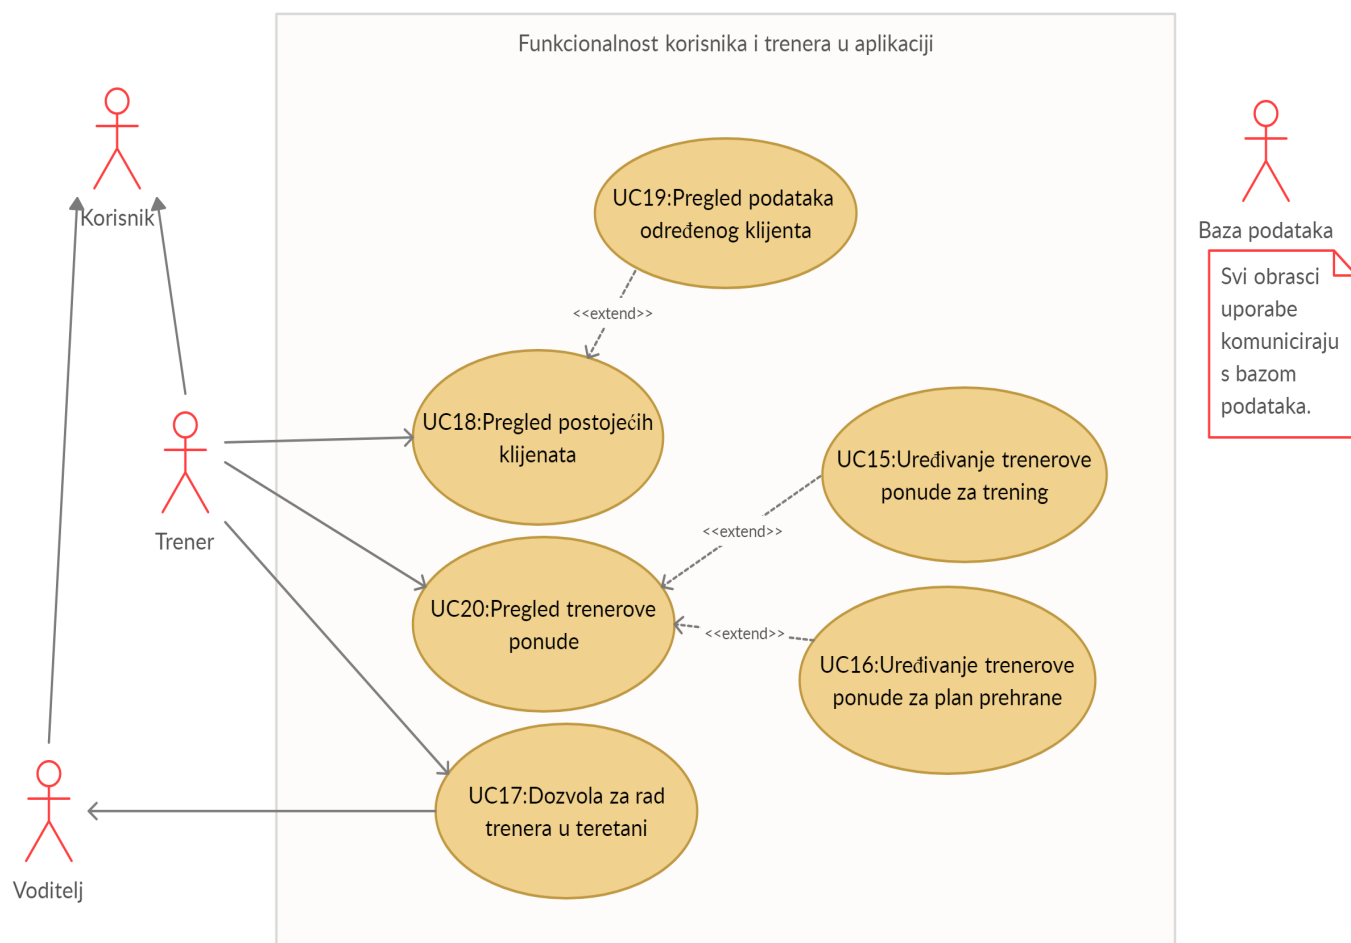 Funkcionalnost korisnika i trenera u aplikaciji
Korisnik
Baza podataka
Svi obrasci
uporabe
komuniciraju
s bazom
podataka.
UC19:Pregled podataka
određenog klijenta
<<extend>>
UC18:Pregled postojećih
klijenata
Trener
UC15:Uređivanje trenerove
ponude za trening
<<extend>>
UC20:Pregled trenerove
ponude
<<extend>>
UC16:Uređivanje trenerove
ponude za plan prehrane
UC17:Dozvola za rad
trenera u teretani
Voditelj